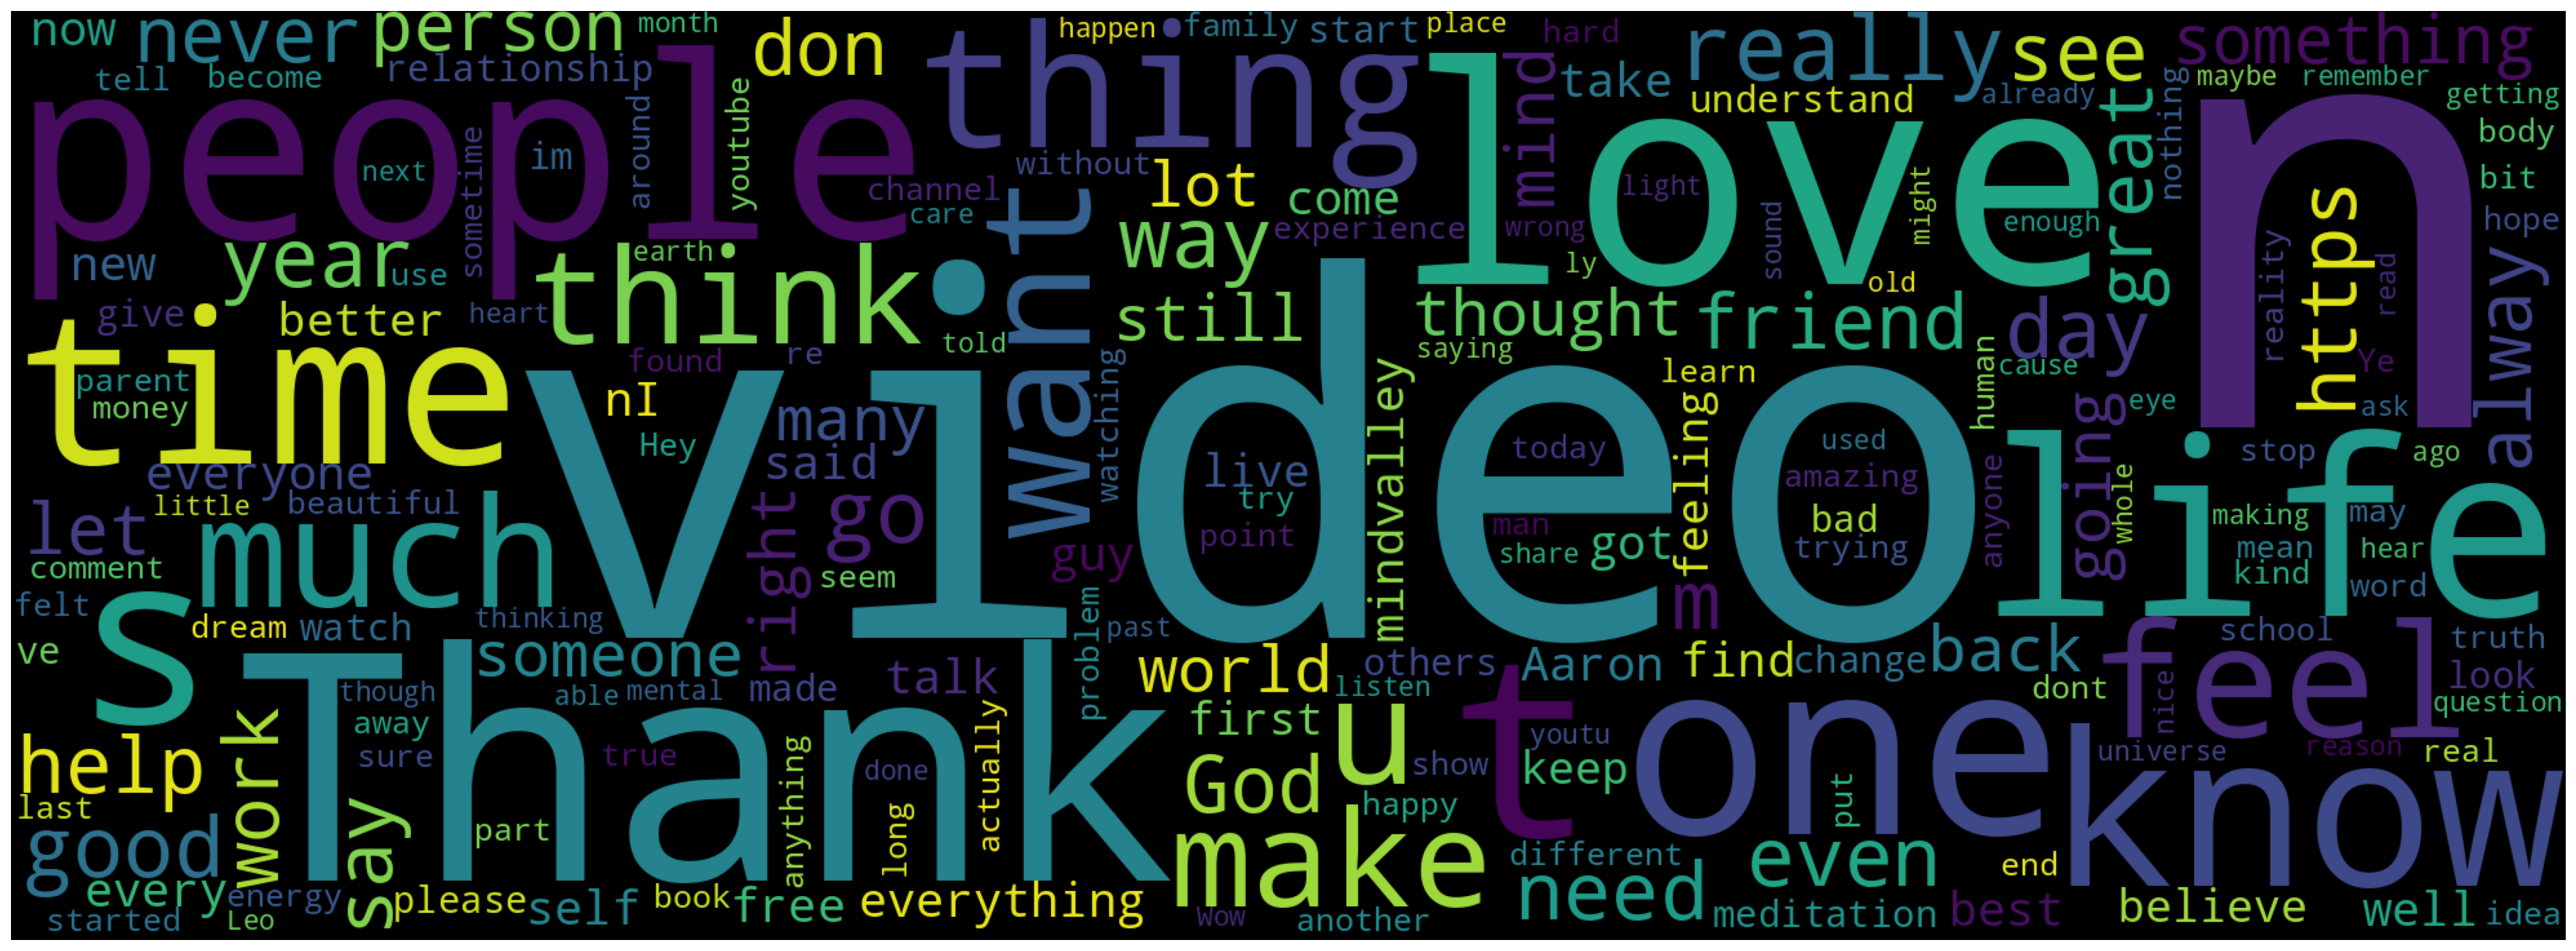 now never person month don happen family start place hard really see something
tell become relationship thing mind take understand already maybe remember getting
people next sometime im around youtube channel care without lot come love light might enough great nothing n body bit
new year use earth think want way experience wrong sound ly old day https reality read alway hope
give better heart told still thought friend saying
time parent money found re nI Hey many said watching mindvalley learn feeling human cause going eye Ye ask
everyone little beautiful video live try point today used amazing bad trying anyone life stop ago
let much right go guy man share got whole making may mean hear kind word
comment seem m
s felt dream watch thinking problem past feel school truth
ve someone made talk world others Aaron find change back look
Thank though able mental listen dont nice question
help work away sure true anything done actually first u t youtu one universe reason real
last say part long God show keep put know
good make happy different even end
every energy please self book free everything need meditation best believe well idea
started Leo wow another